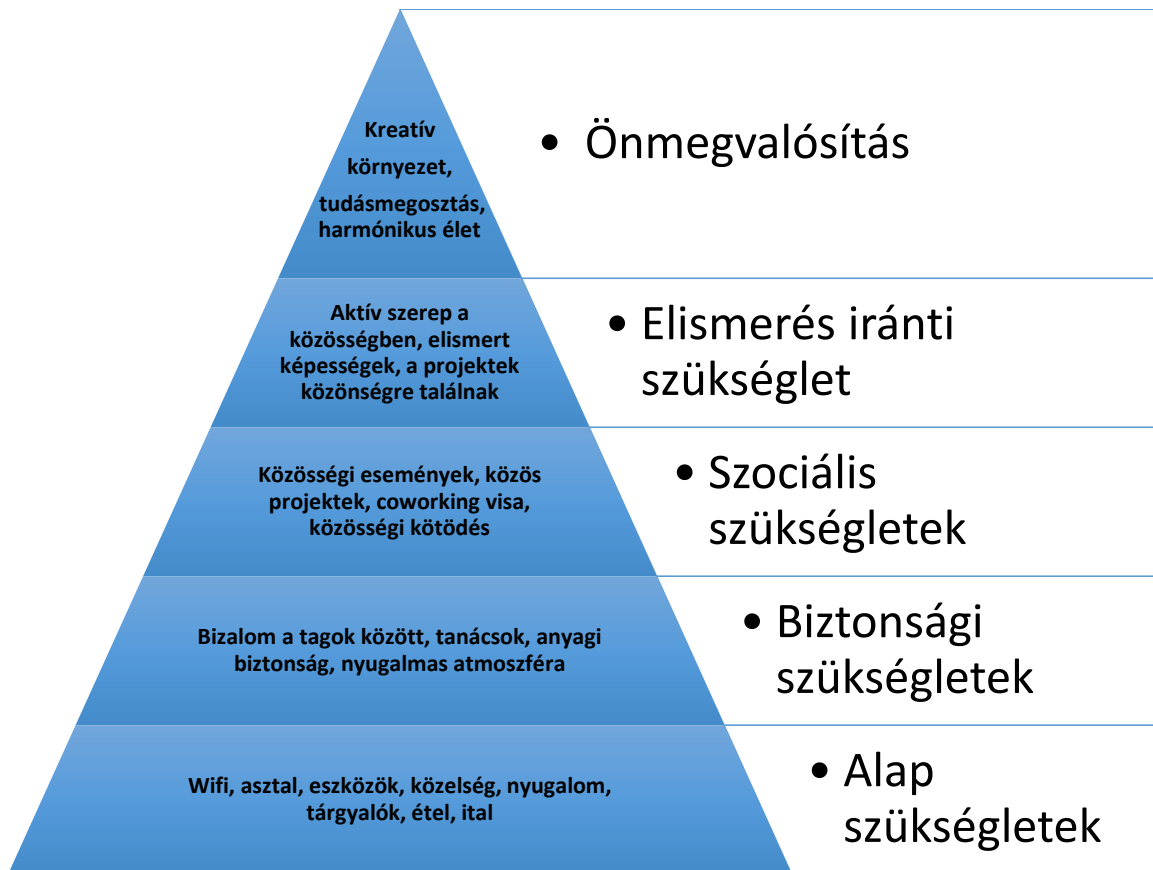 Kreatív
környezet,
tudásmegosztás,
harmónikus élet
• Önmegvalósítás
Aktív szerep a
közösségben, elismert
képességek, a projektek
közönségre találnak
• Elismerés iránti
szükséglet
Közösségi események, közös
projektek, coworking visa,
közösségi kötödés
• Szociális
szükségletek
Bizalom a tagok között, tanácsok, anyagi
biztonság, nyugalmas atmoszféra
• Biztonsági
szükségletek
Wifi, asztal, eszközök, közelség, nyugalom,
tárgyalók, étel, ital
• Alap
szükségletek